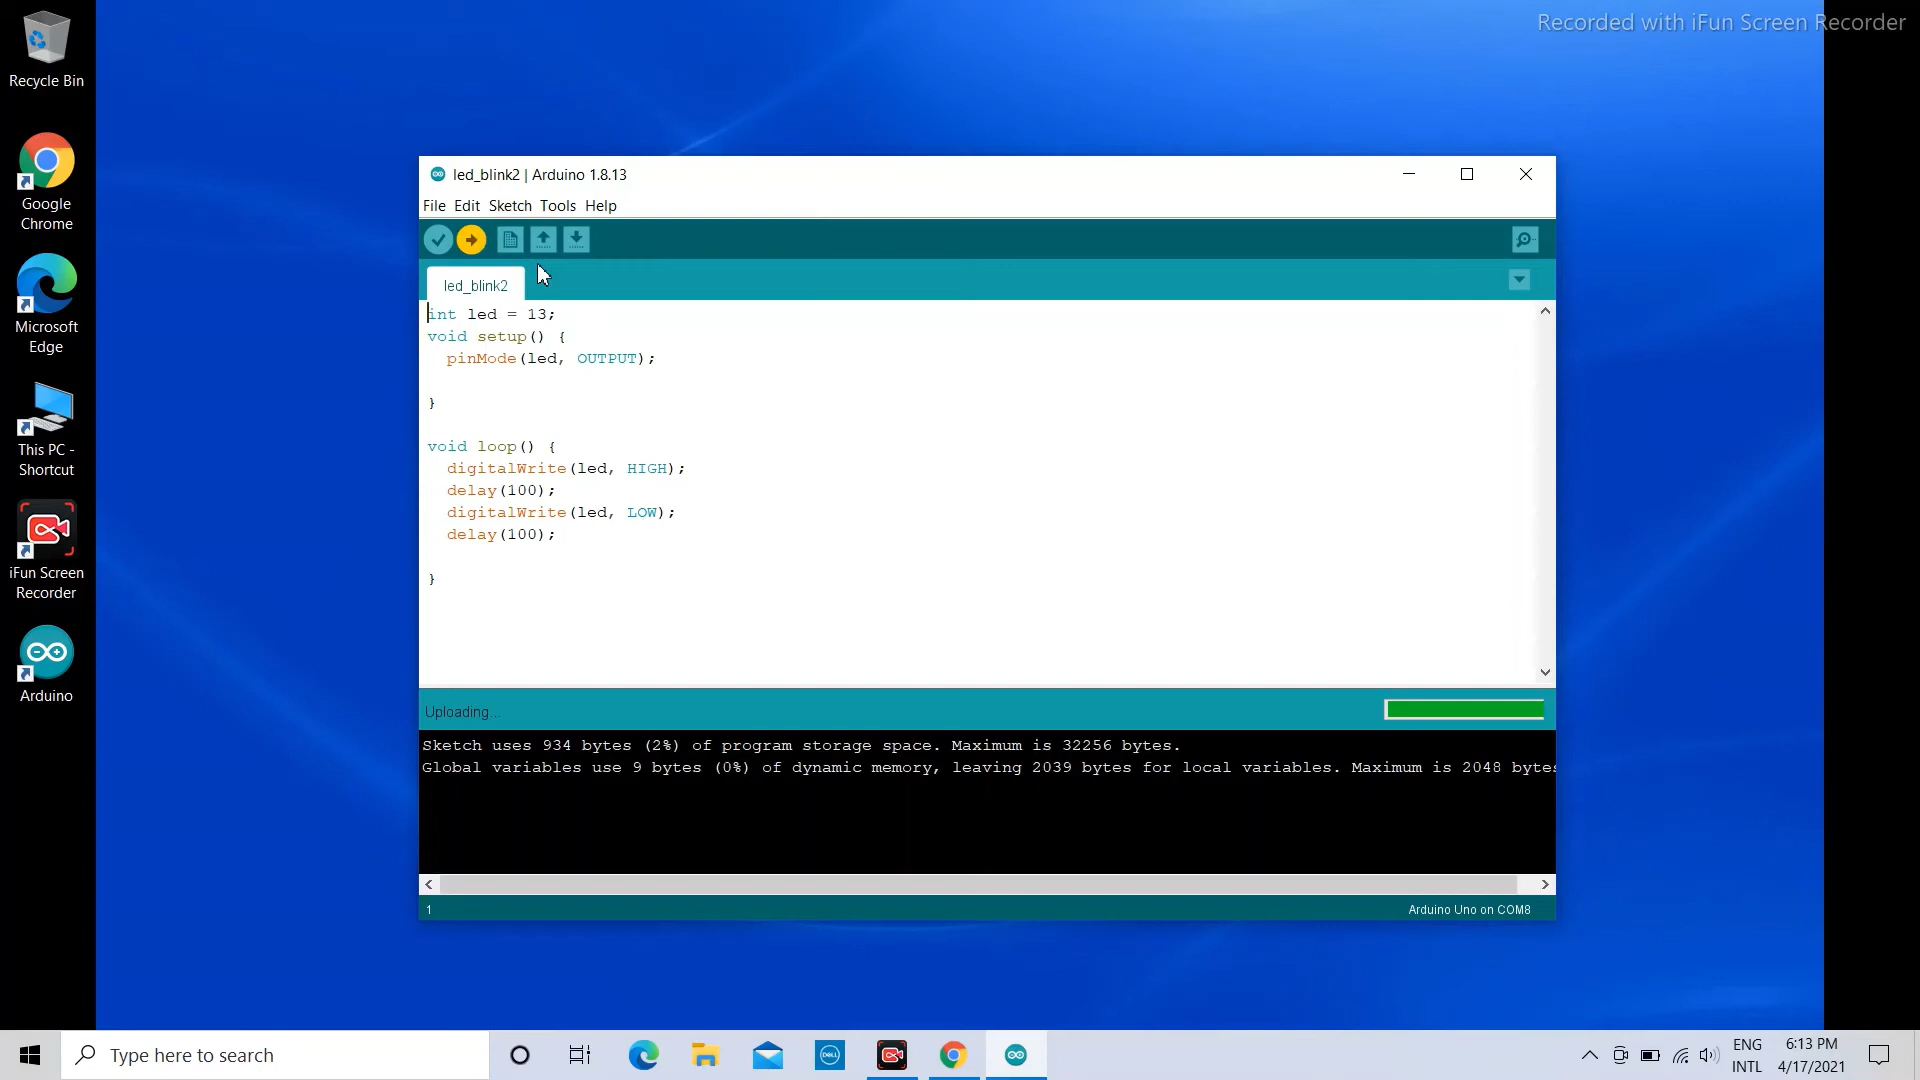 Recorded with iFun Screen Recorder
Recycle Bin
Google
Chrome
Microsoft
Edge
This PC -
Shortcut
iFun Screen
Recorder
Arduino
led_blink2 | Arduino 1.8.13
File Edit Sketch Tools Help
led_blink2
int led = 13;
void setup() {
  pinMode(led, OUTPUT);
}
void loop() {
  digitalWrite(led, HIGH);
  delay(100);
  digitalWrite(led, LOW);
  delay(100);
}
Uploading...
Sketch uses 934 bytes (2%) of program storage space. Maximum is 32256 bytes.
Global variables use 9 bytes (0%) of dynamic memory, leaving 2039 bytes for local variables. Maximum is 2048 bytes
1
Arduino Uno on COM8
Type here to search
DELL
ENG
INTL
6:13 PM
4/17/2021